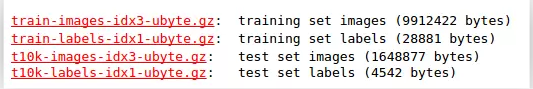 train-images-idx3-ubyte.gz:  training set images (9912422 bytes)
train-labels-idx1-ubyte.gz:  training set labels (28881 bytes)
t10k-images-idx3-ubyte.gz:   test set images (1648877 bytes)
t10k-labels-idx1-ubyte.gz:   test set labels (4542 bytes)